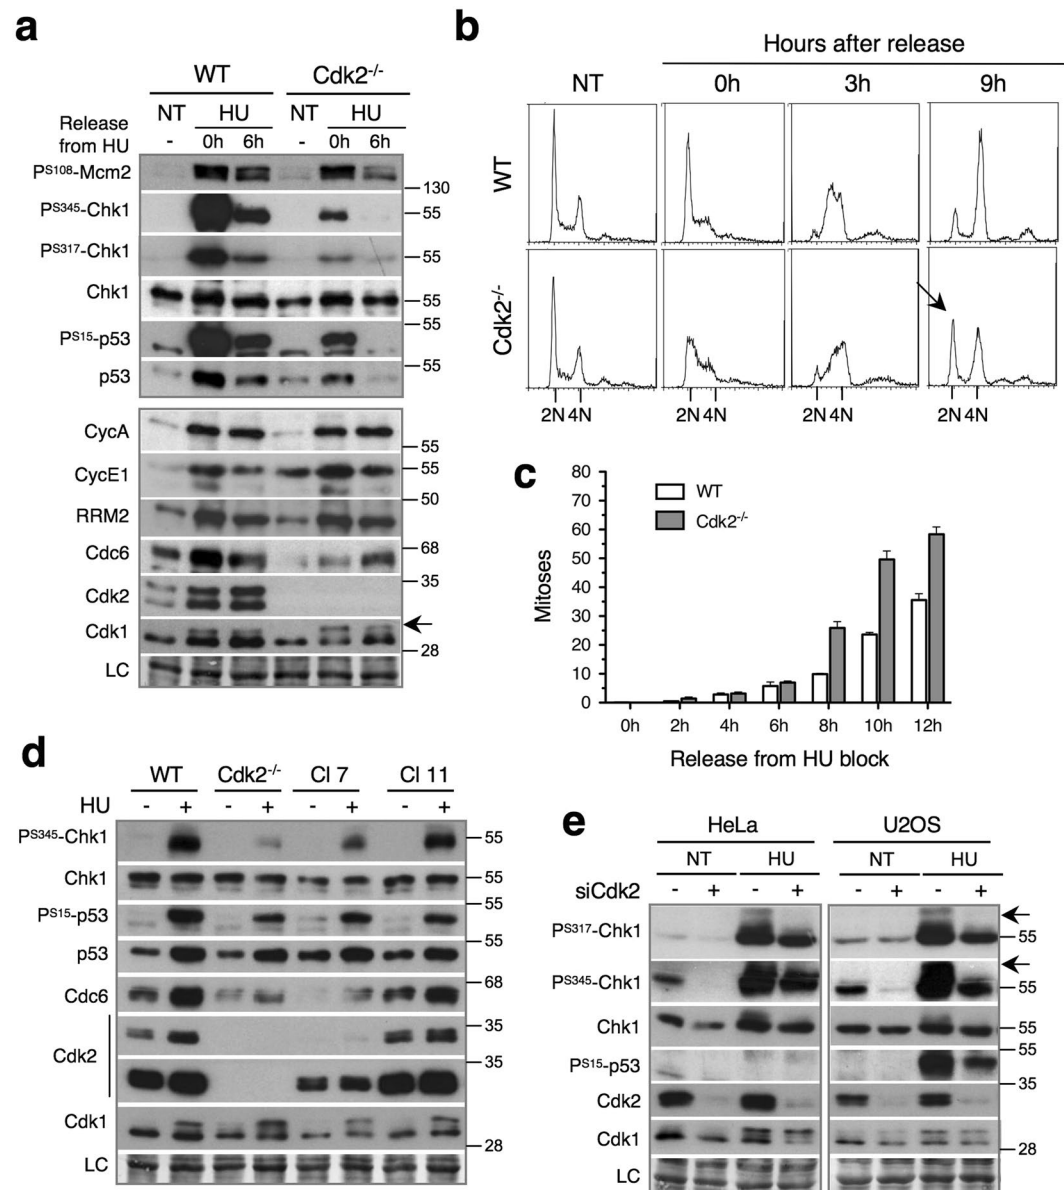 a
WT Cdk2-/-
NT HU NT HU
Release
from HU
- 0h 6h - 0h 6h
PS108-Mcm2
130
PS345-Chk1
55
PS317-Chk1
55
Chk1
55
PS15-p53
55
p53
55
CycA
55
CycE1
55
50
RRM2
Cdc6
68
Cdk2
35
Cdk1
28
LC
b
Hours after release
NT 0h 3h 9h
WT
Cdk2-/-
2N 4N 2N 4N 2N 4N 2N 4N
c
Mitoses
80
70
60
50
40
30
20
10
0
WT
Cdk2-/-
0h 2h 4h 6h 8h 10h 12h
Release from HU block
d
WT Cdk2-/- Cl 7 Cl 11
HU - + - + - + - +
PS345-Chk1
55
Chk1
55
PS15-p53
55
p53
55
Cdc6
68
Cdk2
35
35
Cdk1
28
LC
e
HeLa U2OS
NT HU NT HU
siCdk2 - + - + - + - +
PS317-Chk1
55
PS345-Chk1
55
Chk1
55
PS15-p53
55
Cdk2
35
Cdk1
28
LC